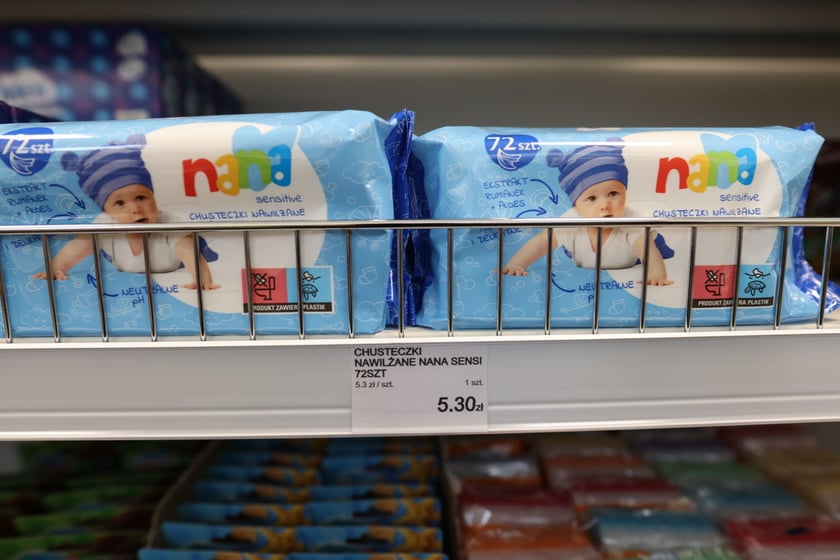 72 szt.
nana
sensitive
CHUSTECZKI NAWILŻANE
EKSTRAKT
RUMIANEK
+ ALOES
NEUTRALNE
pH
PRODUKT ZAWIERA PLASTIK
72 szt.
nana
sensitive
CHUSTECZKI NAWILŻANE
EKSTRAKT
RUMIANEK
+ ALOES
NEUTRALNE
PRODUKT ZAWIERA PLASTIK
CHUSTECZKI
NAWILŻANE NANA SENSI
72SZT
5.3 zł / szt. 1 szt.
5.30zł